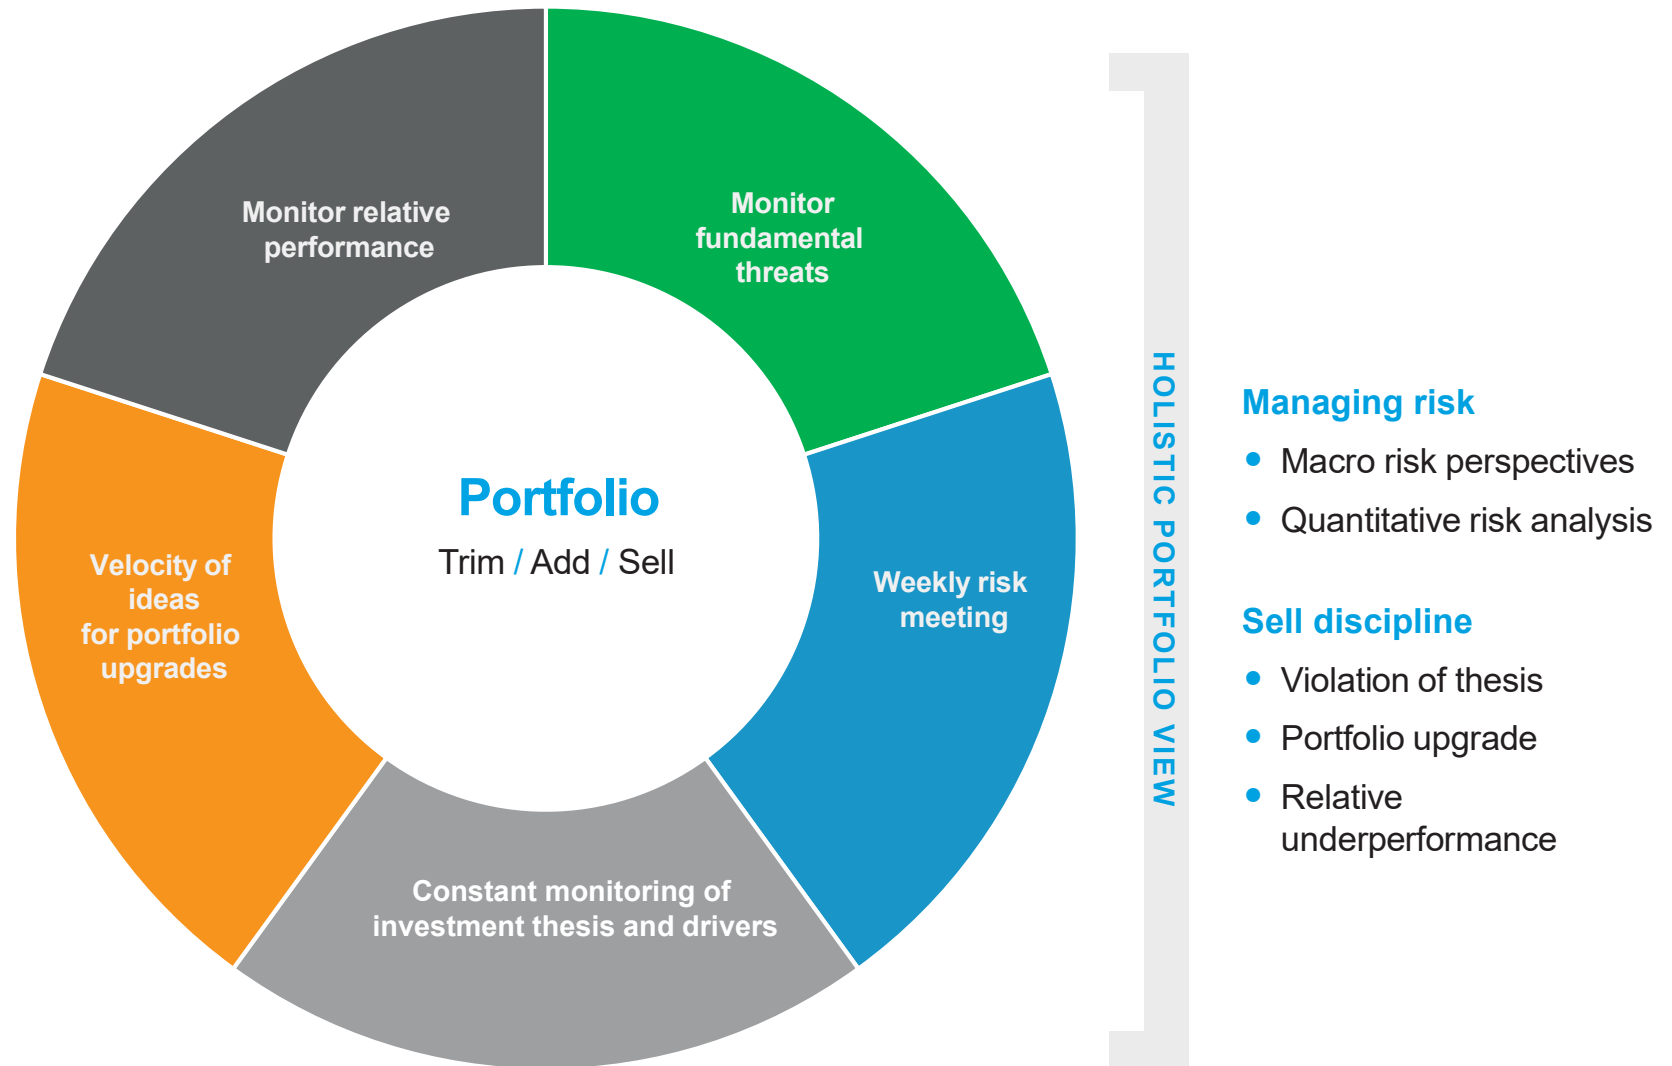 Monitor relative
performance
Monitor
fundamental
threats
Weekly risk
meeting
Constant monitoring of
investment thesis and drivers
Velocity of
ideas
for portfolio
upgrades
Portfolio
Trim / Add / Sell
HOLISTIC PORTFOLIO VIEW
Managing risk
• Macro risk perspectives
• Quantitative risk analysis
Sell discipline
• Violation of thesis
• Portfolio upgrade
• Relative
underperformance